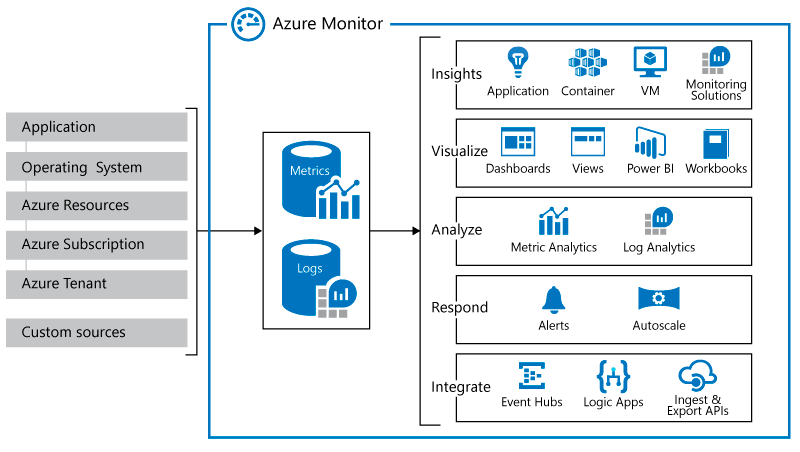 Azure Monitor
Application
Operating System
Azure Resources
Azure Subscription
Azure Tenant
Custom sources
Metrics
Logs
Insights
Application
Container
VM
Monitoring
Solutions
Visualize
Dashboards
Views
Power BI
Workbooks
Analyze
Metric Analytics
Log Analytics
Respond
Alerts
Autoscale
Integrate
Event Hubs
Logic Apps
Ingest &
Export APIs